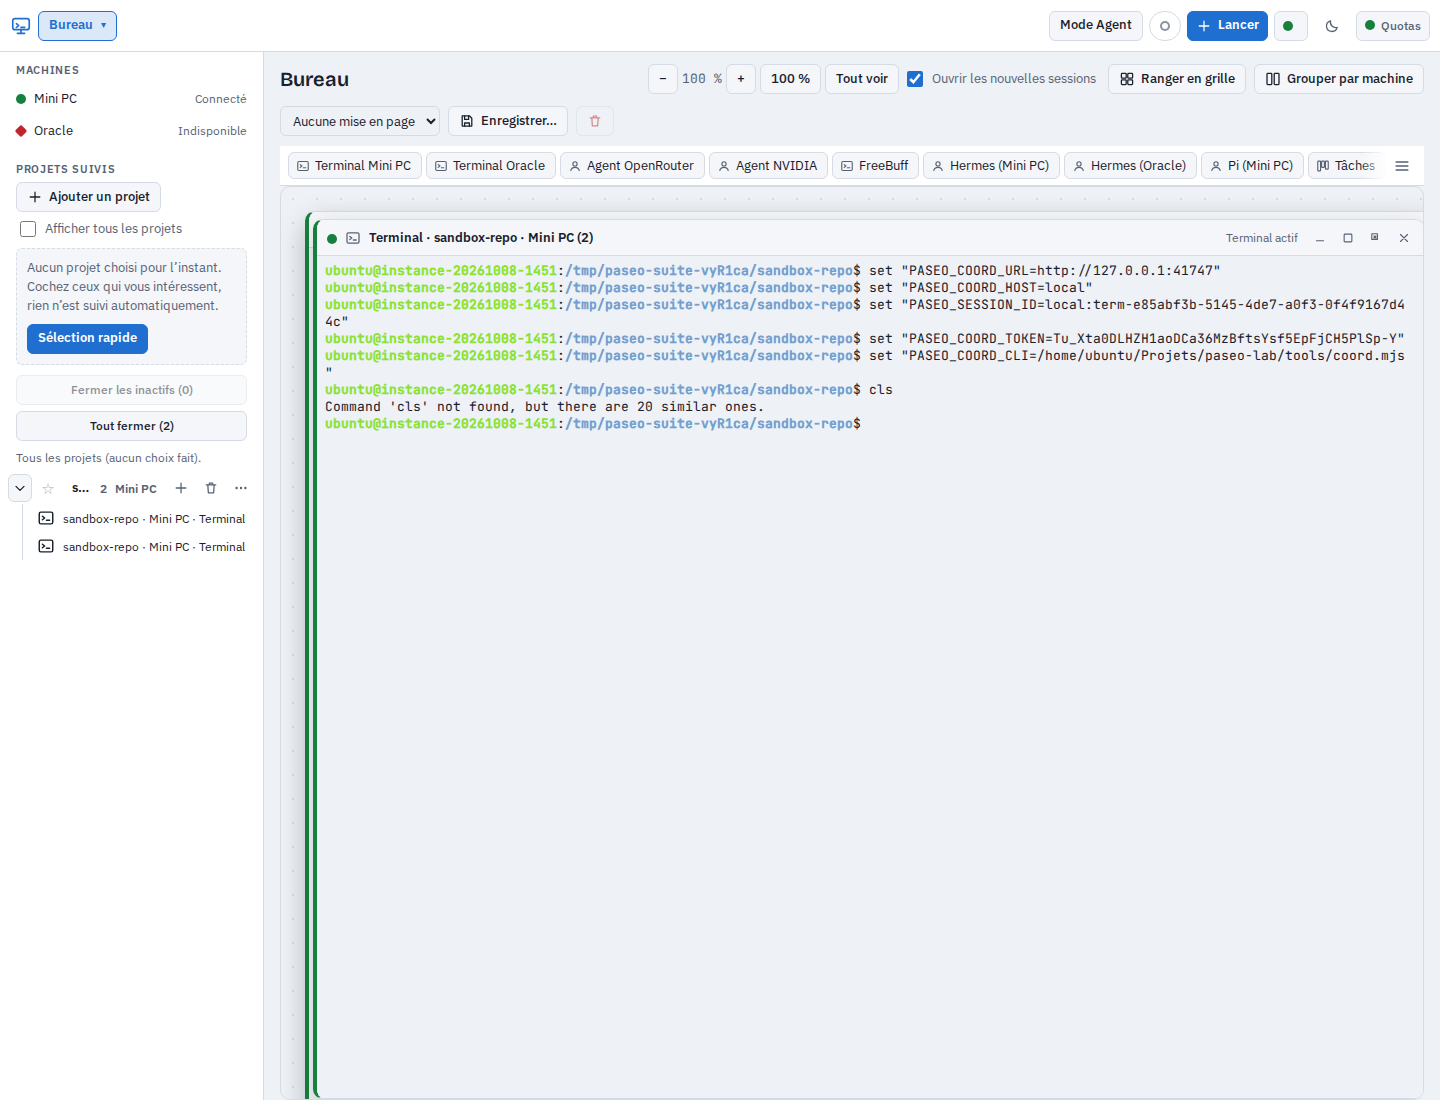 Bureau ▾
Mode Agent
Lancer
Quotas
MACHINES
Mini PC Connecté
Oracle Indisponible
PROJETS SUIVIS
Ajouter un projet
Afficher tous les projets
Aucun projet choisi pour l’instant.
Cochez ceux qui vous intéressent,
rien n’est suivi automatiquement.
Sélection rapide
Fermer les inactifs (0)
Tout fermer (2)
Tous les projets (aucun choix fait).
s... 2 Mini PC
sandbox-repo · Mini PC · Terminal
sandbox-repo · Mini PC · Terminal
Bureau
− 100 % + 100 % Tout voir Ouvrir les nouvelles sessions Ranger en grille Grouper par machine
Aucune mise en page Enregistrer...
Terminal Mini PC Terminal Oracle Agent OpenRouter Agent NVIDIA FreeBuff Hermes (Mini PC) Hermes (Oracle) Pi (Mini PC) Tâches
Terminal · sandbox-repo · Mini PC (2) Terminal actif
ubuntu@instance-20261008-1451:/tmp/paseo-suite-vyR1ca/sandbox-repo$ set "PASEO_COORD_URL=http://127.0.0.1:41747"
ubuntu@instance-20261008-1451:/tmp/paseo-suite-vyR1ca/sandbox-repo$ set "PASEO_COORD_HOST=local"
ubuntu@instance-20261008-1451:/tmp/paseo-suite-vyR1ca/sandbox-repo$ set "PASEO_SESSION_ID=local:term-e85abf3b-5145-4de7-a0f3-0f4f9167d4
4c"
ubuntu@instance-20261008-1451:/tmp/paseo-suite-vyR1ca/sandbox-repo$ set "PASEO_COORD_TOKEN=Tu_Xta0DLHZH1aoDCa36MzBftsYsf5EpFjCH5PlSp-Y"
ubuntu@instance-20261008-1451:/tmp/paseo-suite-vyR1ca/sandbox-repo$ set "PASEO_COORD_CLI=/home/ubuntu/Projets/paseo-lab/tools/coord.mjs
"
ubuntu@instance-20261008-1451:/tmp/paseo-suite-vyR1ca/sandbox-repo$ cls
Command 'cls' not found, but there are 20 similar ones.
ubuntu@instance-20261008-1451:/tmp/paseo-suite-vyR1ca/sandbox-repo$